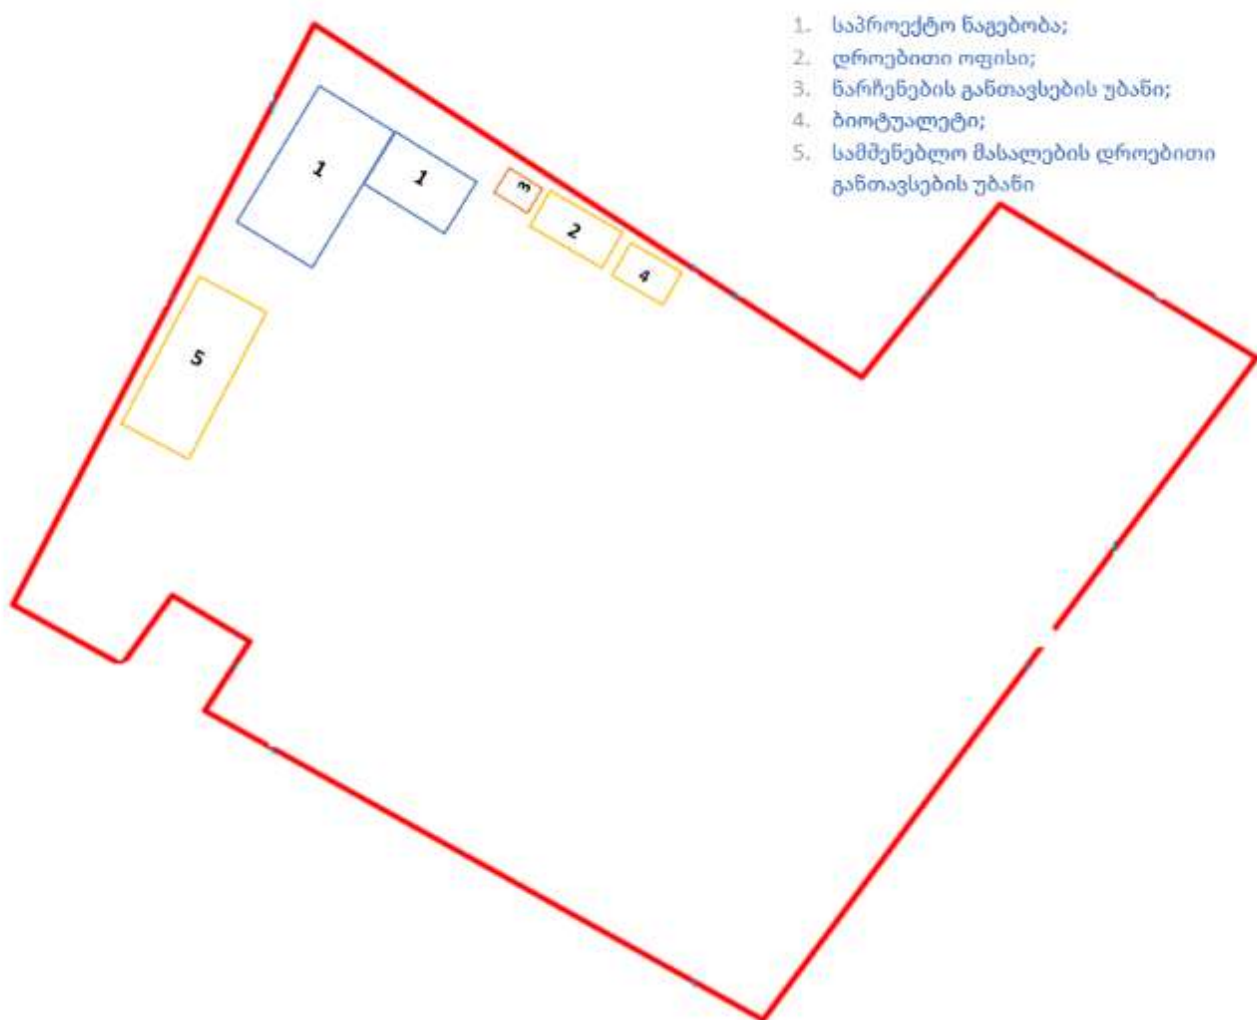 1. საპროექტო ნაგებობა;
2. დროებითი ოფისი;
3. ნარჩენების განთავსების უბანი;
4. ბიოტუალეტი;
5. სამშენებლო მასალების დროებითი
განთავსების უბანი
1
1
3
2
4
5